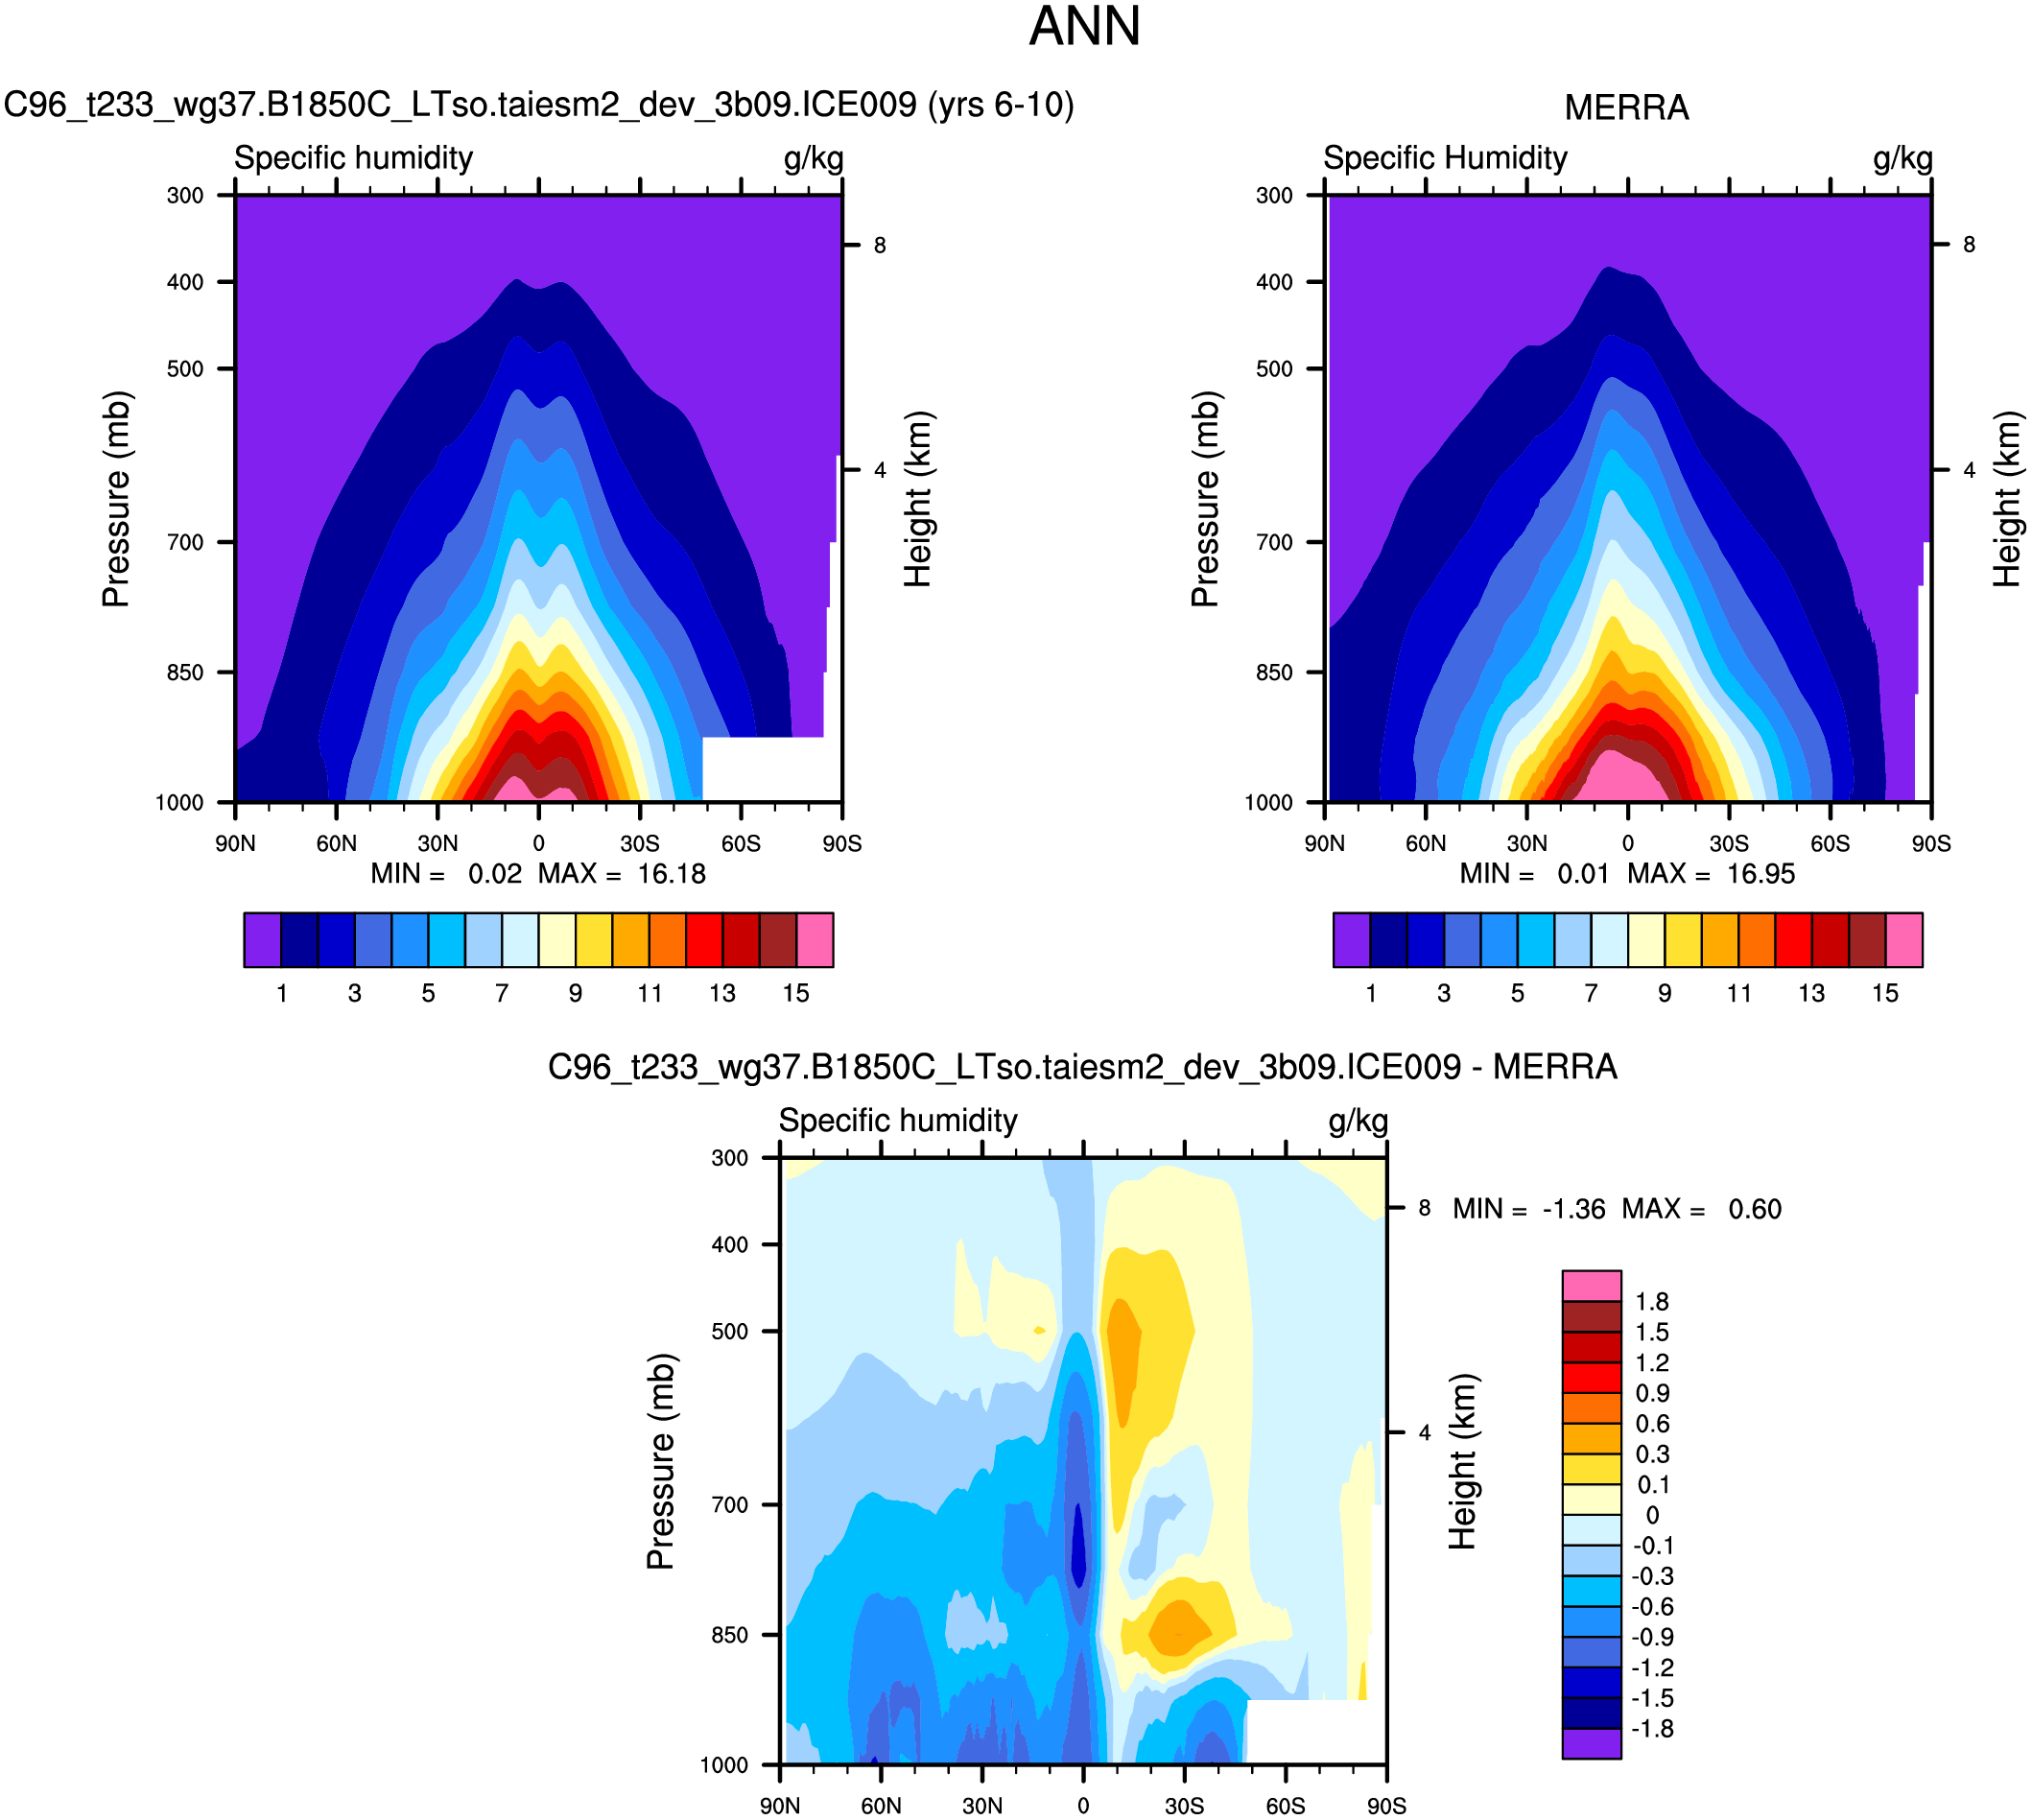 ANN
C96_t233_wg37.B1850C_LTso.taiesm2_dev_3b09.ICE009 (yrs 6-10)
Specific humidity g/kg
300
400
500
700
850
1000
Pressure (mb)
8
4
Height (km)
90N 60N 30N 0 30S 60S 90S
MIN = 0.02 MAX = 16.18
1 3 5 7 9 11 13 15
MERRA
Specific Humidity g/kg
300
400
500
700
850
1000
Pressure (mb)
8
4
Height (km)
90N 60N 30N 0 30S 60S 90S
MIN = 0.01 MAX = 16.95
1 3 5 7 9 11 13 15
C96_t233_wg37.B1850C_LTso.taiesm2_dev_3b09.ICE009 - MERRA
Specific humidity g/kg
300
400
500
700
850
1000
Pressure (mb)
8
4
Height (km)
90N 60N 30N 0 30S 60S 90S
MIN = -1.36 MAX = 0.60
1.8
1.5
1.2
0.9
0.6
0.3
0.1
0
-0.1
-0.3
-0.6
-0.9
-1.2
-1.5
-1.8